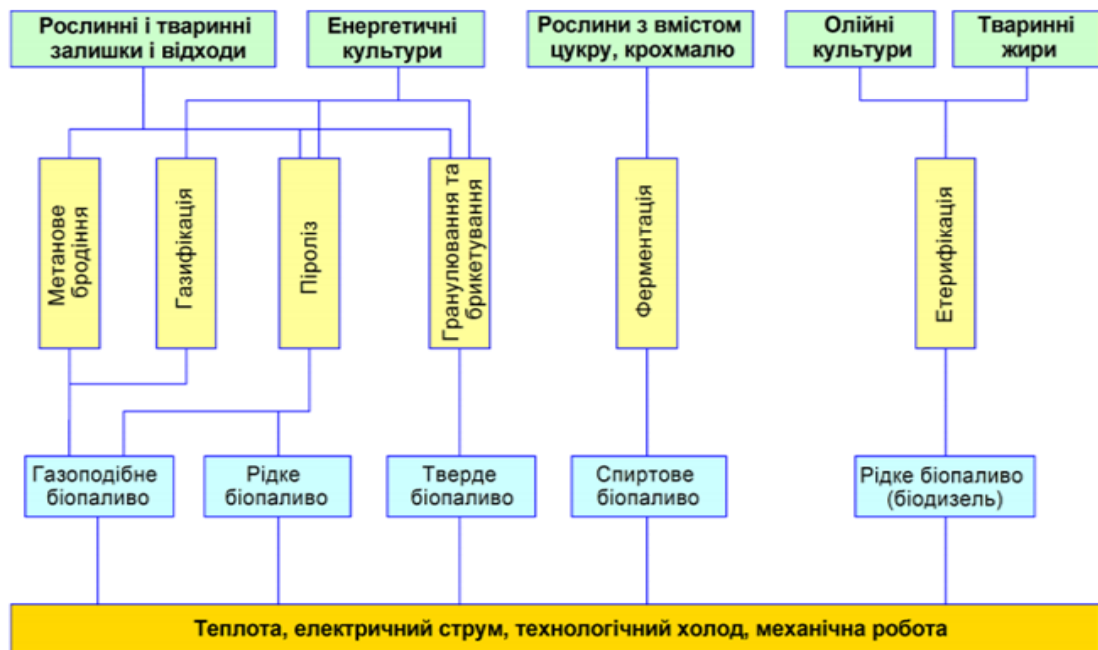 Рослинні і тваринні
залишки і відходи
Енергетичні
культури
Рослини з вмістом
цукру, крохмалю
Олійні
культури
Тваринні
жири
Метанове
бродіння
Газифікація
Піроліз
Гранулювання та
брикетування
Ферментація
Етерифікація
Газоподібне
біопаливо
Рідке
біопаливо
Тверде
біопаливо
Спиртове
біопаливо
Рідке біопаливо
(біодизель)
Теплота, електричний струм, технологічний холод, механічна робота